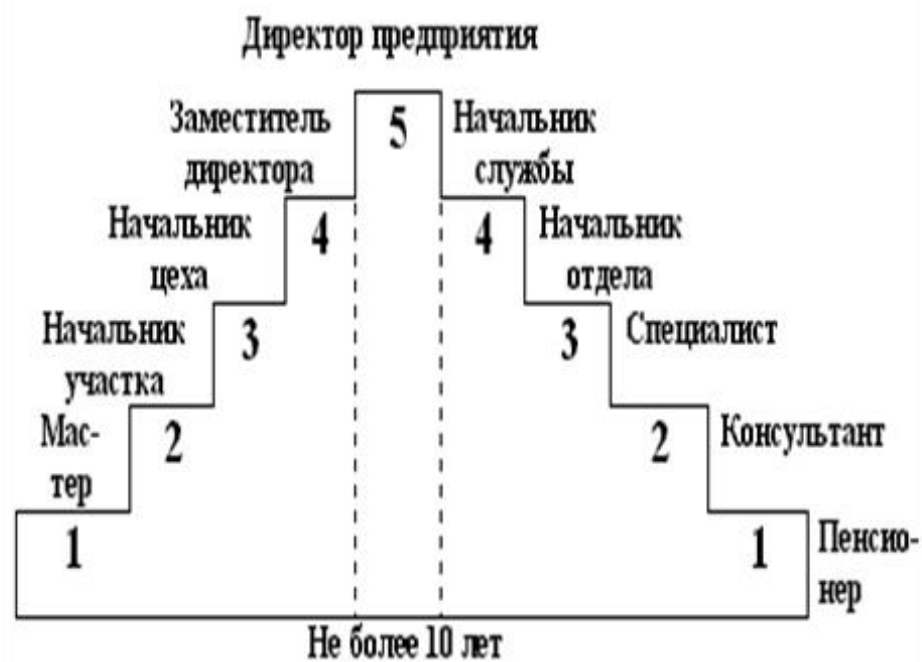 Директор предприятия
Заместитель
директора
5
Начальник
службы
Начальник
цеха
4
4
Начальник
отдела
Начальник
участка
3
3
Специалист
Мас-
тер
2
2
Консультант
1
1
Пенсио-
нер
Не более 10 лет